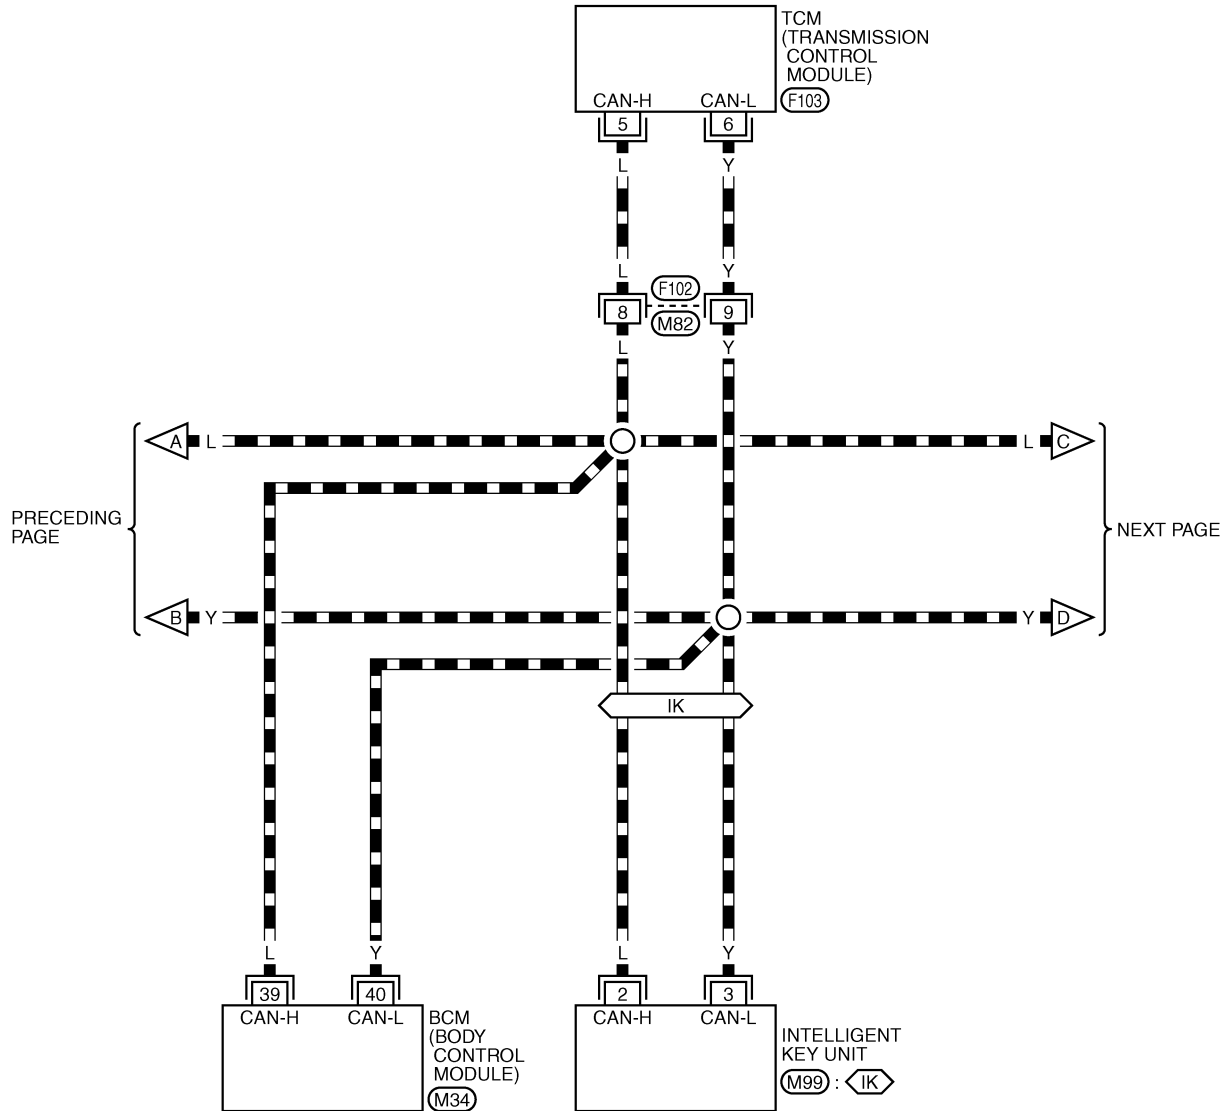 TCM
(TRANSMISSION
CONTROL
MODULE)
F103
CAN-H CAN-L
5 6
L Y
L Y
F102
8 9
M82
L Y
A L L C
PRECEDING
PAGE
NEXT PAGE
B Y Y D
IK
L Y L Y
39 40 2 3
CAN-H CAN-L CAN-H CAN-L
BCM
(BODY
CONTROL
MODULE)
M34
INTELLIGENT
KEY UNIT
M99 : IK